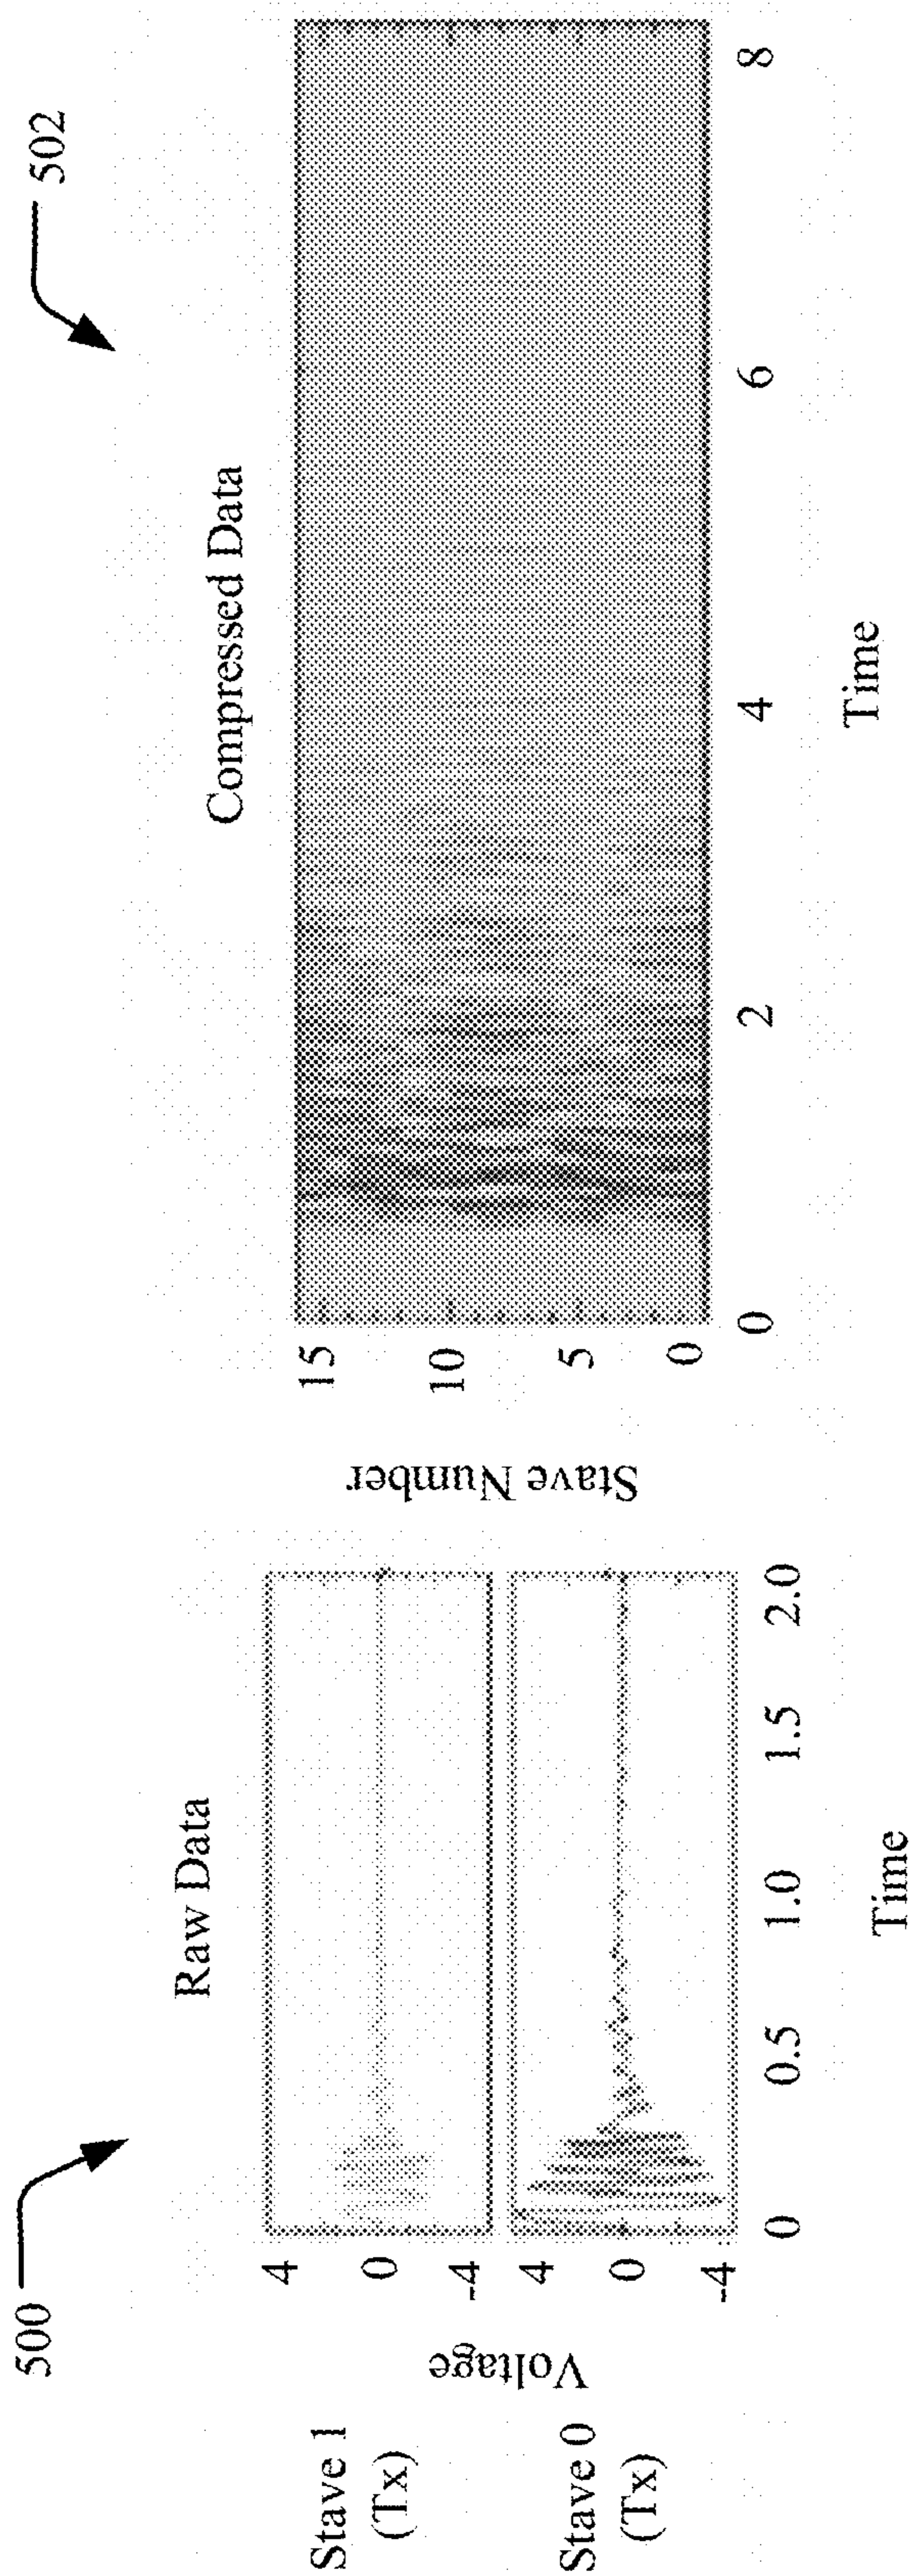 500
Raw Data
Stave 1
(Tx)
Stave 0
(Tx)
Voltage
4
0
-4
4
0
-4
0
0.5
1.0
1.5
2.0
Time
502
Compressed Data
Stave Number
15
10
5
0
0
2
4
6
8
Time